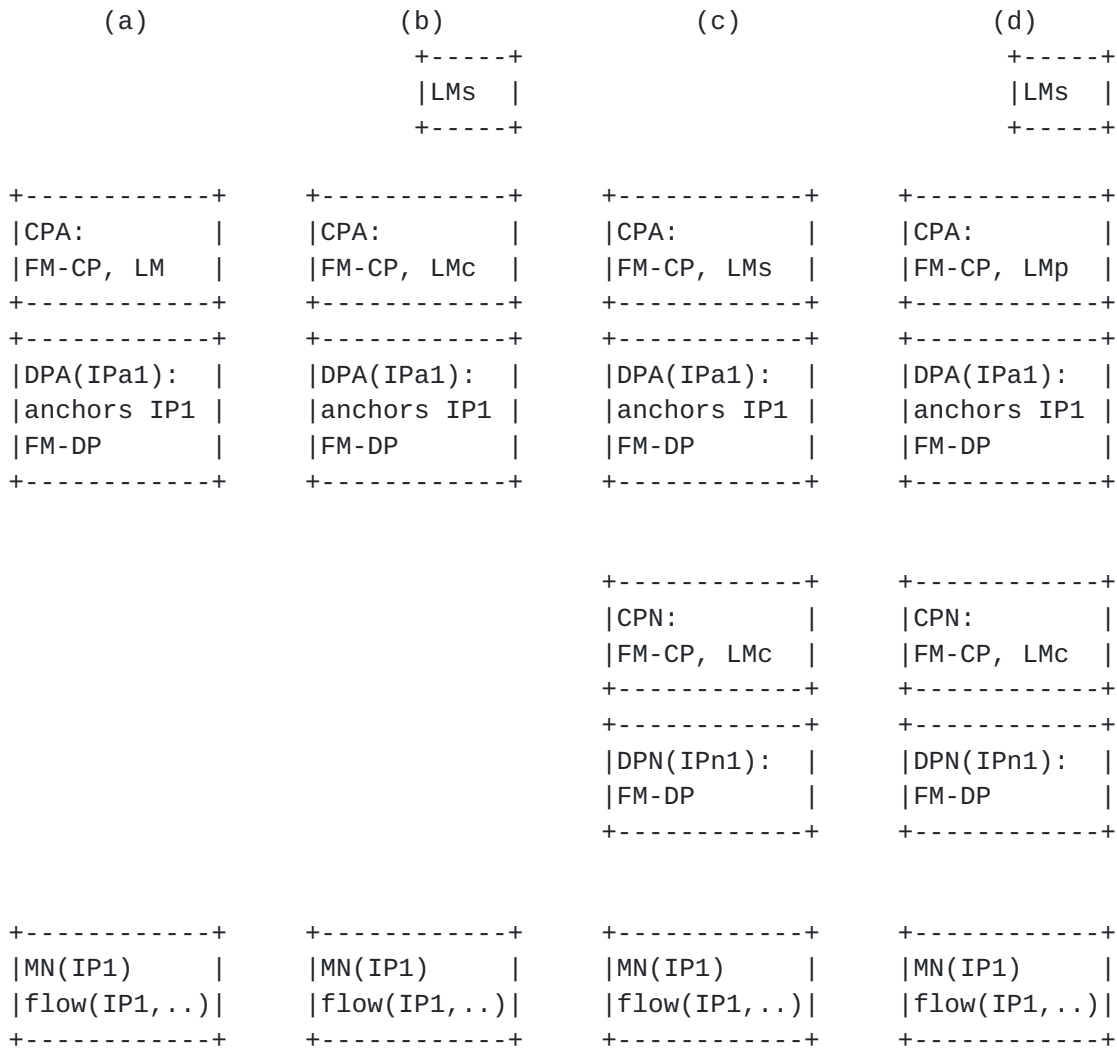 (a) (b) (c) (d)
+-----+ +-----+
|LMs | |LMs |
+-----+ +-----+
+------------+ +------------+ +------------+ +------------+
|CPA: | |CPA: | |CPA: | |CPA: |
|FM-CP, LM | |FM-CP, LMc | |FM-CP, LMs | |FM-CP, LMp |
+------------+ +------------+ +------------+ +------------+
+------------+ +------------+ +------------+ +------------+
|DPA(IPa1): | |DPA(IPa1): | |DPA(IPa1): | |DPA(IPa1): |
|anchors IP1 | |anchors IP1 | |anchors IP1 | |anchors IP1 |
|FM-DP | |FM-DP | |FM-DP | |FM-DP |
+------------+ +------------+ +------------+ +------------+
+------------+ +------------+
|CPN: | |CPN: |
|FM-CP, LMc | |FM-CP, LMc |
+------------+ +------------+
+------------+ +------------+
|DPN(IPn1): | |DPN(IPn1): |
|FM-DP | |FM-DP |
+------------+ +------------+
+------------+ +------------+ +------------+ +------------+
|MN(IP1) | |MN(IP1) | |MN(IP1) | |MN(IP1) |
|flow(IP1,..)| |flow(IP1,..)| |flow(IP1,..)| |flow(IP1,..)|
+------------+ +------------+ +------------+ +------------+